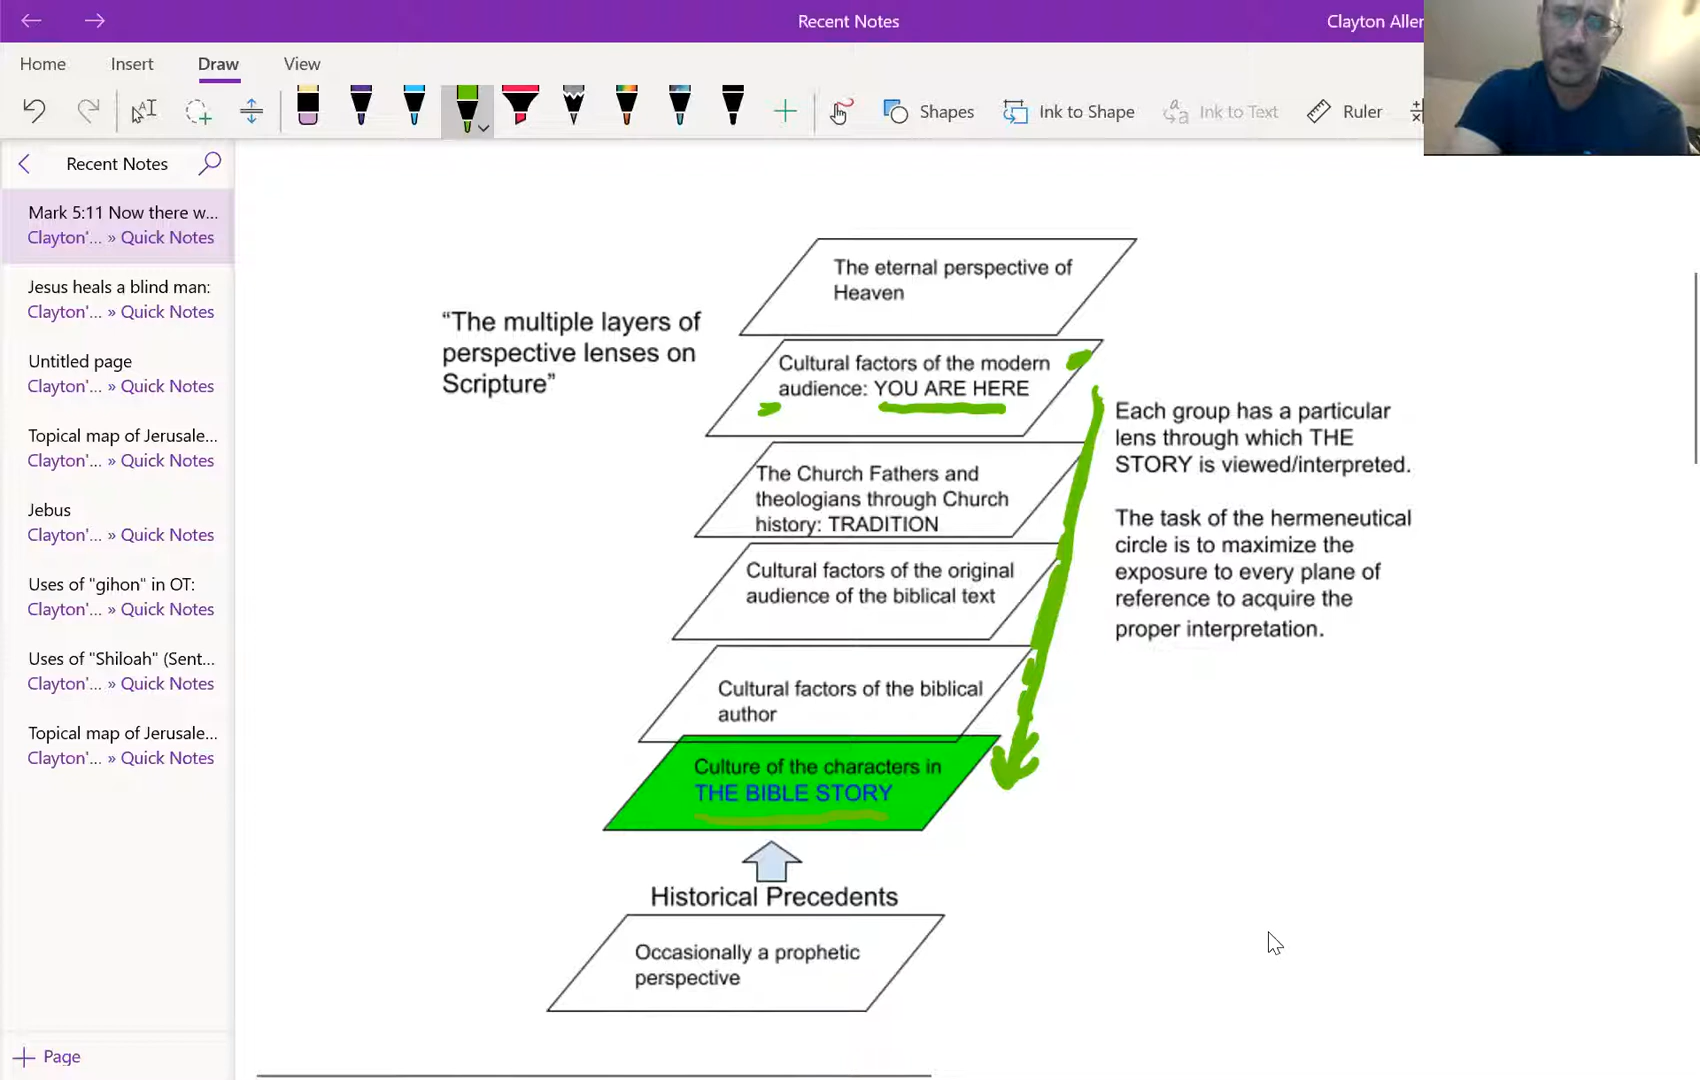 Recent Notes
Clayton Aller
Home
Insert
Draw
View
Shapes
Ink to Shape
Ink to Text
Ruler
Recent Notes
Mark 5:11 Now there w...
Clayton'... » Quick Notes
Jesus heals a blind man:
Clayton'... » Quick Notes
Untitled page
Clayton'... » Quick Notes
Topical map of Jerusale...
Clayton'... » Quick Notes
Jebus
Clayton'... » Quick Notes
Uses of "gihon" in OT:
Clayton'... » Quick Notes
Uses of "Shiloah" (Sent...
Clayton'... » Quick Notes
Topical map of Jerusale...
Clayton'... » Quick Notes
Page
“The multiple layers of
perspective lenses on
Scripture”
The eternal perspective of
Heaven
Cultural factors of the modern
audience: YOU ARE HERE
The Church Fathers and
theologians through Church
history: TRADITION
Cultural factors of the original
audience of the biblical text
Cultural factors of the biblical
author
Culture of the characters in
THE BIBLE STORY
Historical Precedents
Occasionally a prophetic
perspective
Each group has a particular
lens through which THE
STORY is viewed/interpreted.
The task of the hermeneutical
circle is to maximize the
exposure to every plane of
reference to acquire the
proper interpretation.